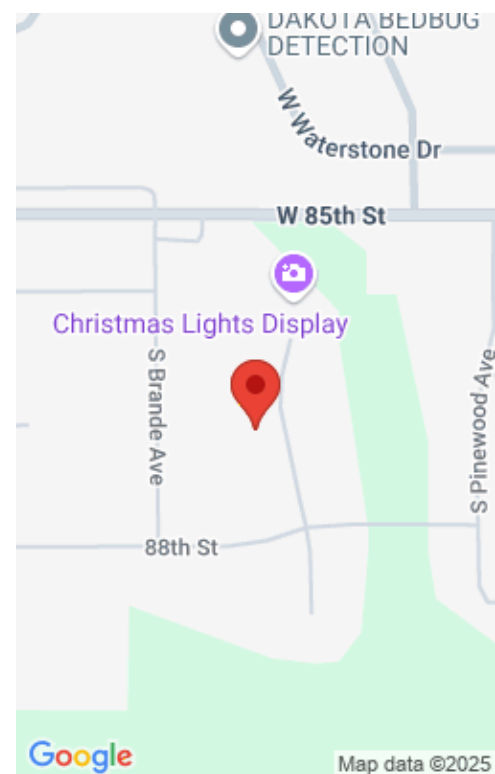 DAKOTA BEDBUG
DETECTION
W Waterstone Dr
W 85th St
Christmas Lights Display
S Brande Ave
S Pinewood Ave
88th St
Google
Map data ©2025